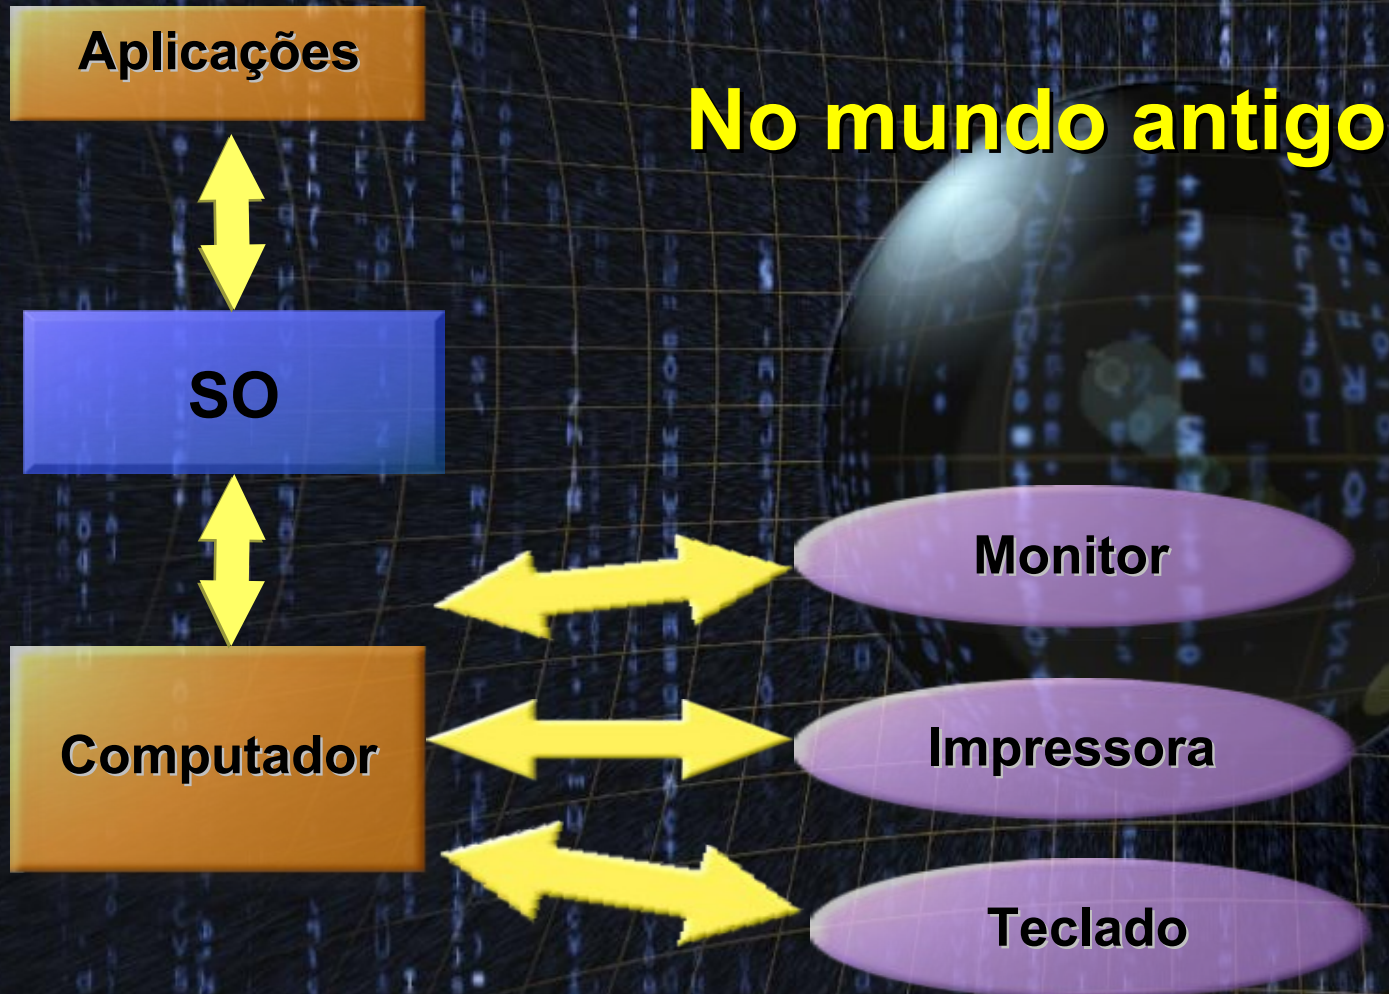 Aplicações
No mundo antigo
SO
Monitor
Computador
Impressora
Teclado